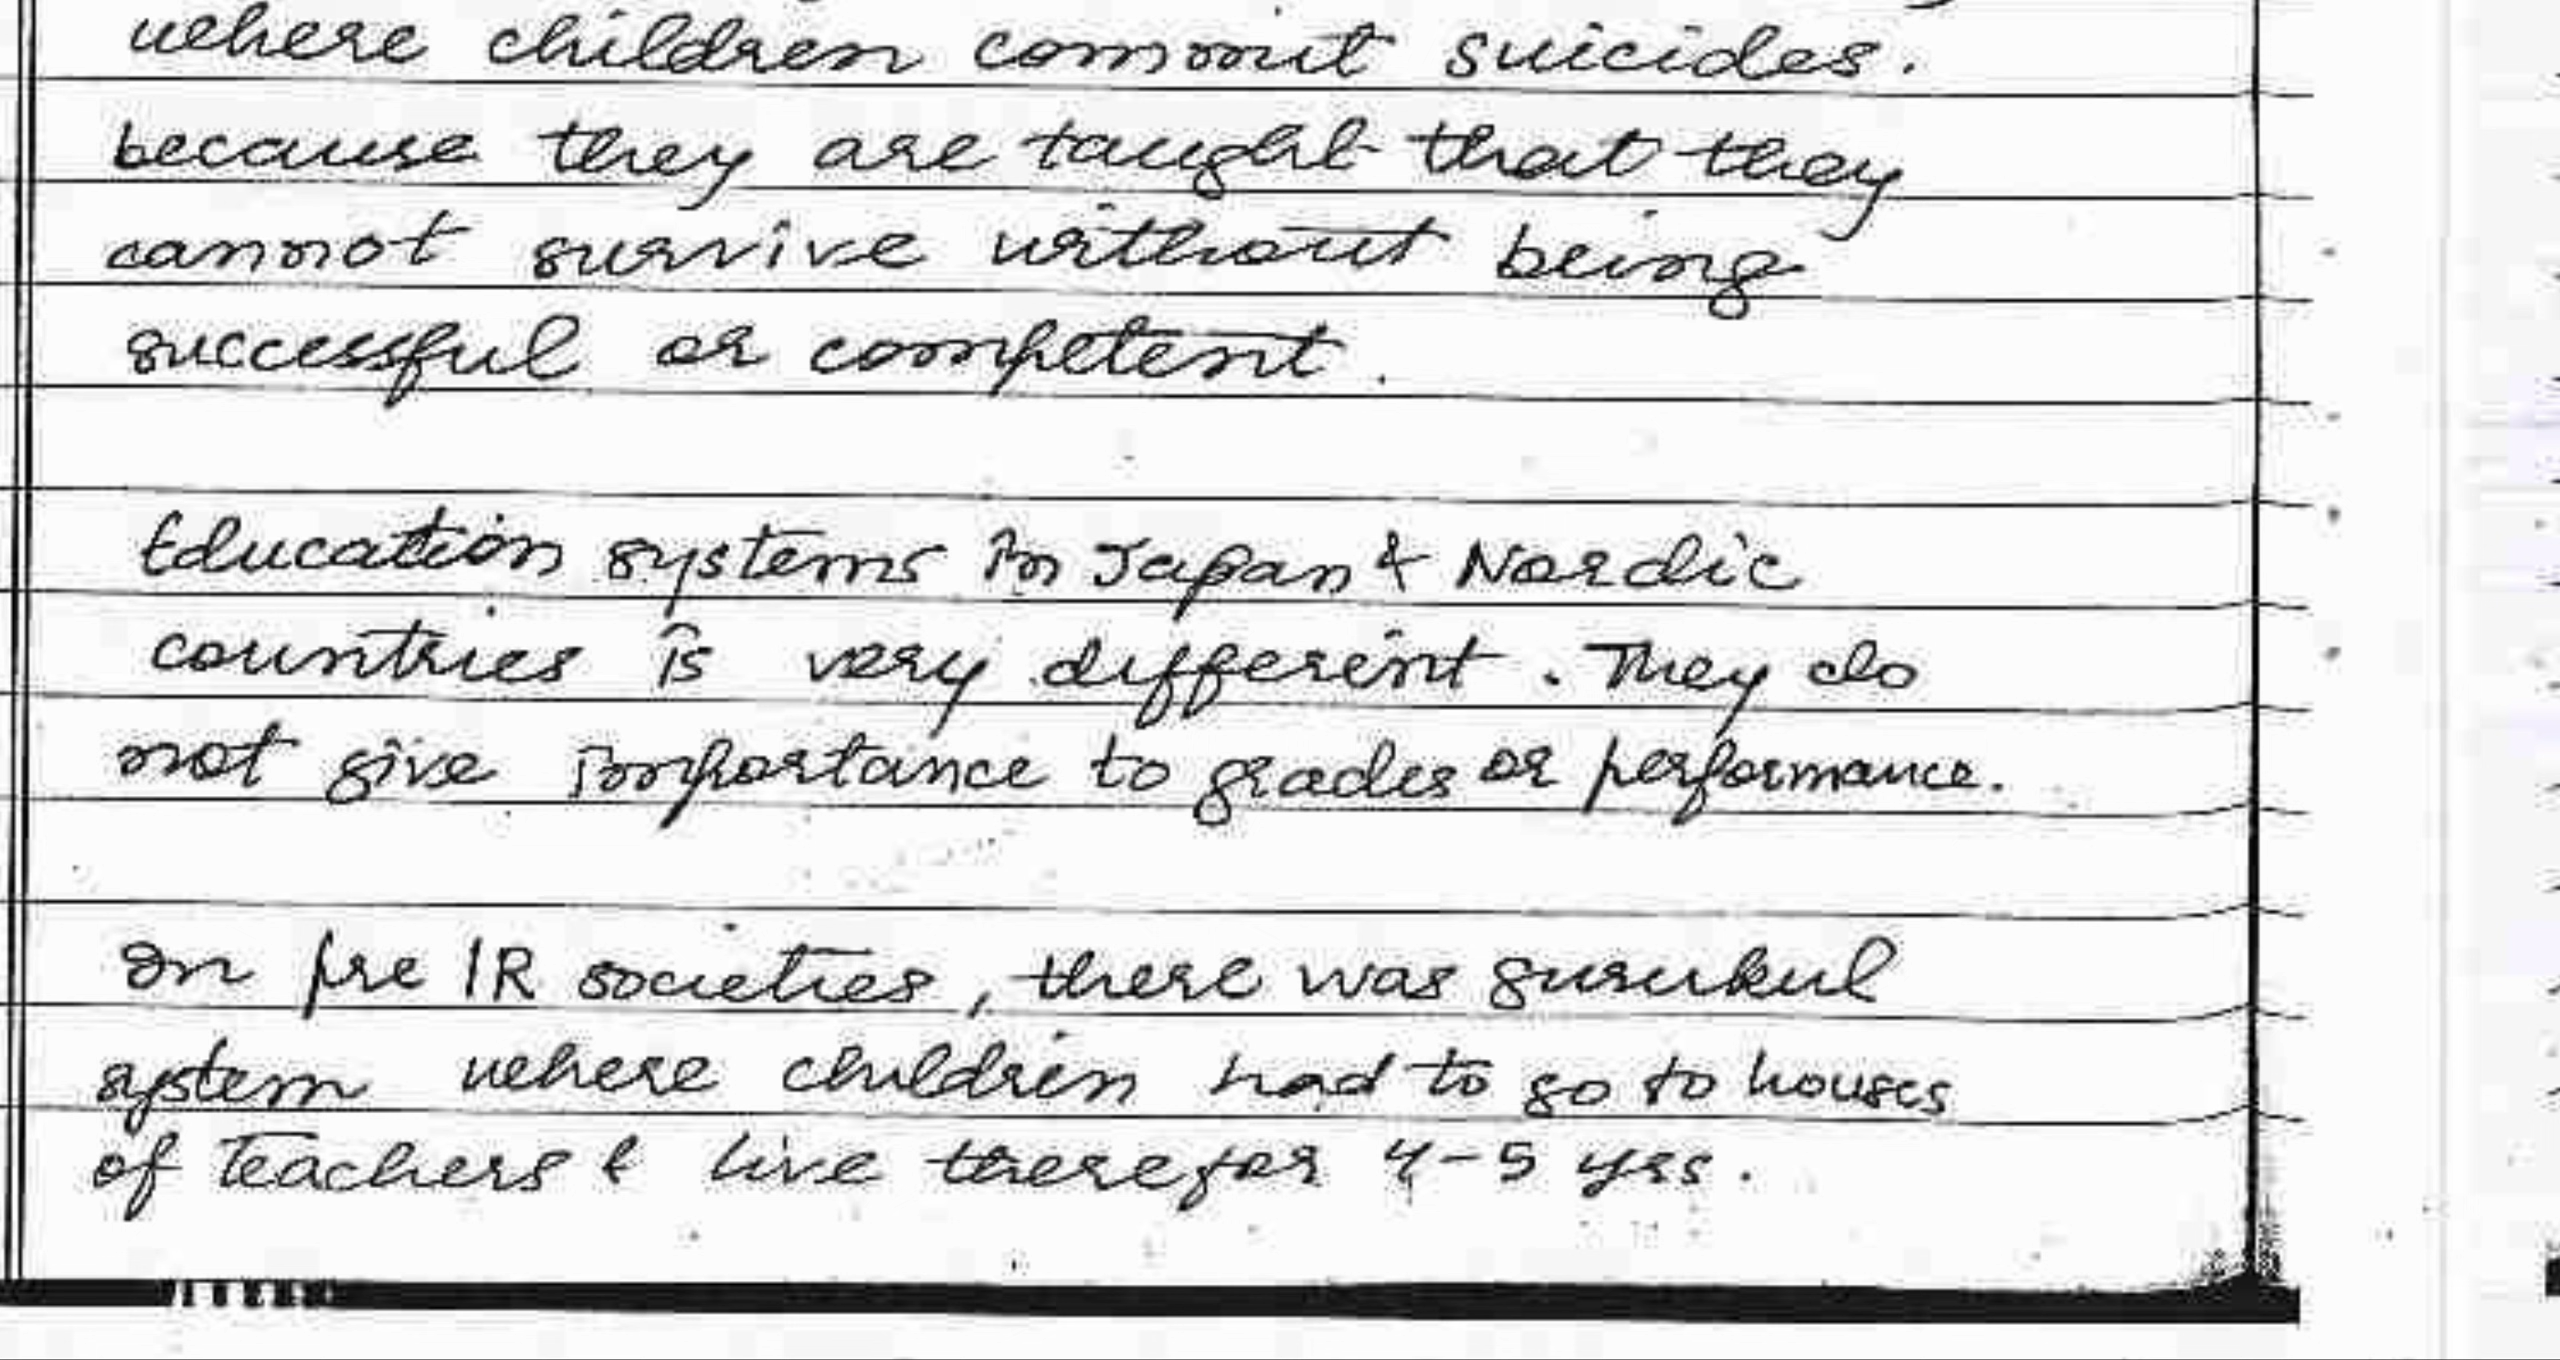 where children commit suicides.
because they are taught that they
cannot survive without being
successful or competent.
Education systems in Japan & Nordic
countries is very different. They do
not give importance to grades or performance.
In pre IR societies, there was gurukul
system where children had to go to houses
of teachers & live there for 4-5 yrs.